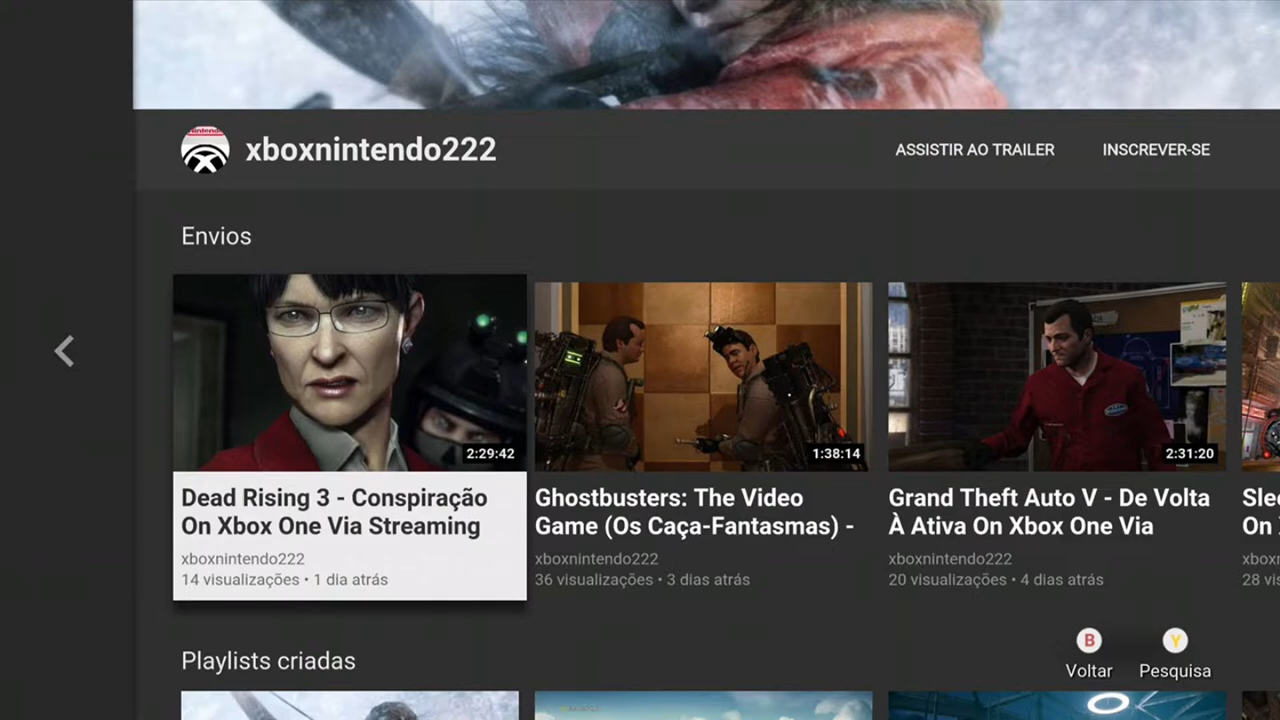 Nintendo
xboxnintendo222
ASSISTIR AO TRAILER
INSCREVER-SE
Envios
2:29:42
1:38:14
2:31:20
Dead Rising 3 - Conspiração
On Xbox One Via Streaming
xboxnintendo222
14 visualizações • 1 dia atrás
Ghostbusters: The Video
Game (Os Caça-Fantasmas) -
xboxnintendo222
36 visualizações • 3 dias atrás
Grand Theft Auto V - De Volta
À Ativa On Xbox One Via
xboxnintendo222
20 visualizações • 4 dias atrás
On
28
B
Y
Voltar
Pesquisa
Playlists criadas